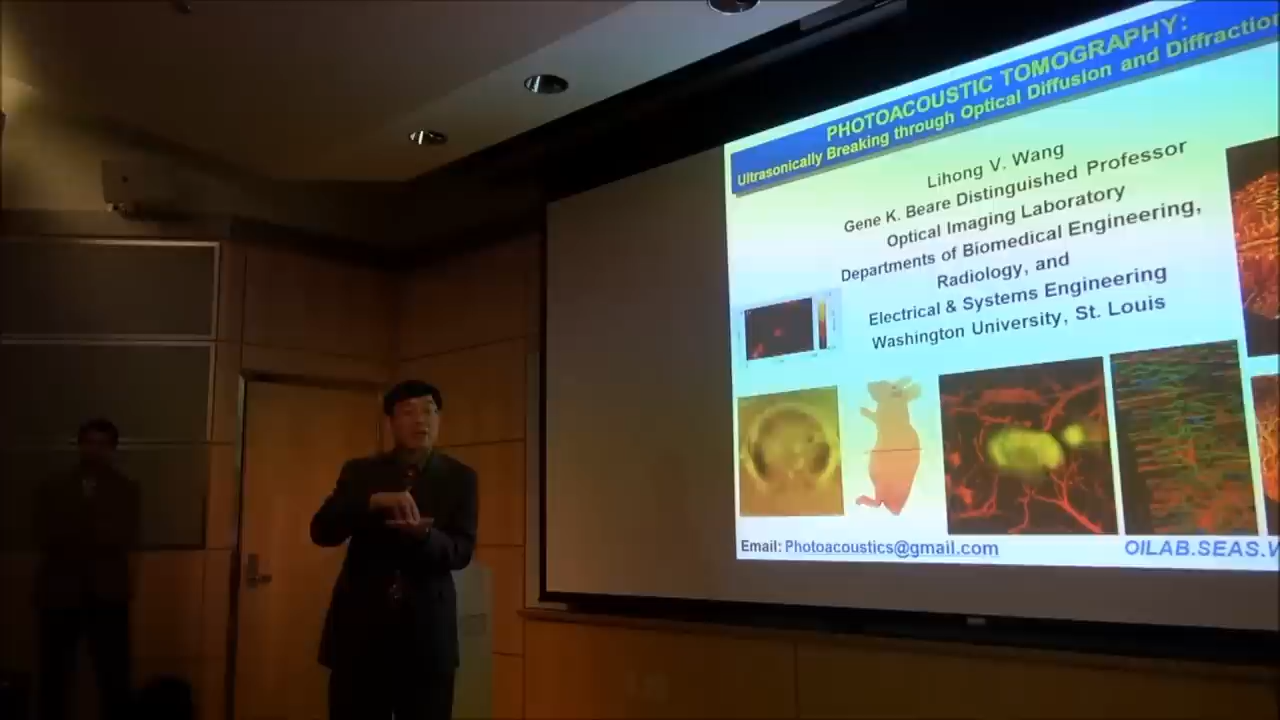 PHOTOACOUSTIC TOMOGRAPHY:
Ultrasonically Breaking through Optical Diffusion and Diffractio
Lihong V. Wang
Gene K. Beare Distinguished Professor
Optical Imaging Laboratory
Departments of Biomedical Engineering,
Radiology, and
Electrical & Systems Engineering
Washington University, St. Louis
Email: Photoacoustics@gmail.com
OILAB.SEAS.W